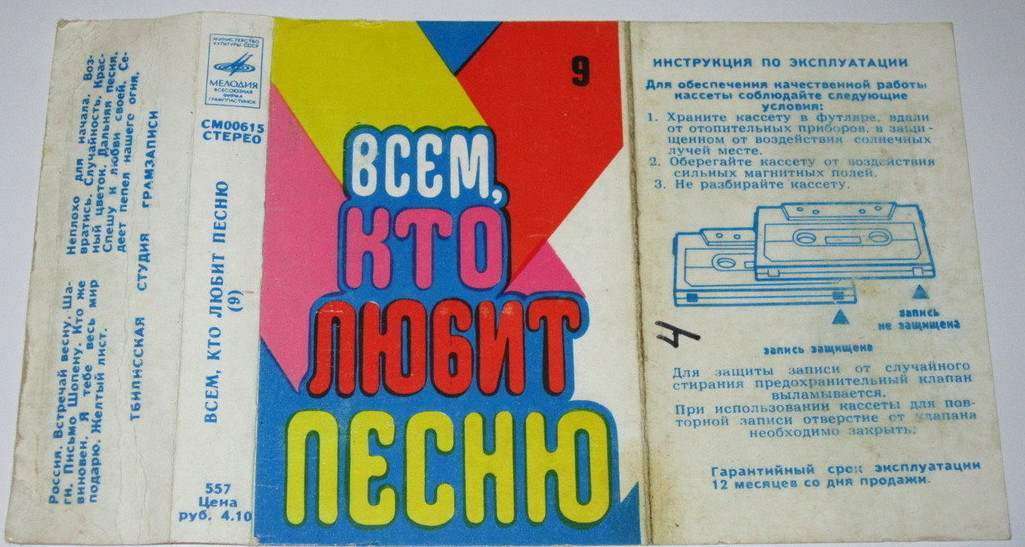 Россия. Встречай весну. Ша-
ги. Письмо Шопену. Кто же
виновен. Я тебе весь мир
подарю. Желтый лист.
Неплохо для начала. Воз-
вратись. Случайность. Крас-
ный цветок. Дальняя песня.
Спешу к любви своей. Се-
деет пепел нашего огня.
ТБИЛИССКАЯ СТУДИЯ ГРАМЗАПИСИ
МИНИСТЕРСТВО
КУЛЬТУРЫ СССР
МЕЛОДИЯ
ВСЕСОЮЗНАЯ
ФИРМА
ГРАМПЛАСТИНОК
СМ00615
СТЕРЕО
ВСЕМ, КТО ЛЮБИТ ПЕСНЮ
(9)
557
Цена
руб. 4.10
9
ВСЕМ,
КТО
ЛЮБИТ
ПЕСНЮ
ИНСТРУКЦИЯ ПО ЭКСПЛУАТАЦИИ
Для обеспечения качественной работы
кассеты соблюдайте следующие
условия:
1. Храните кассету в футляре, вдали
от отопительных приборов, в защи-
щенном от воздействия солнечных
лучей месте.
2. Оберегайте кассету от воздействия
сильных магнитных полей.
3. Не разбирайте кассету.
запись
не защищена
запись защищена
4
Для защиты записи от случайного
стирания предохранительный клапан
выламывается.
При использовании кассеты для пов-
торной записи отверстие от клапана
необходимо закрыть.
Гарантийный срок эксплуатации
12 месяцев со дня продажи.